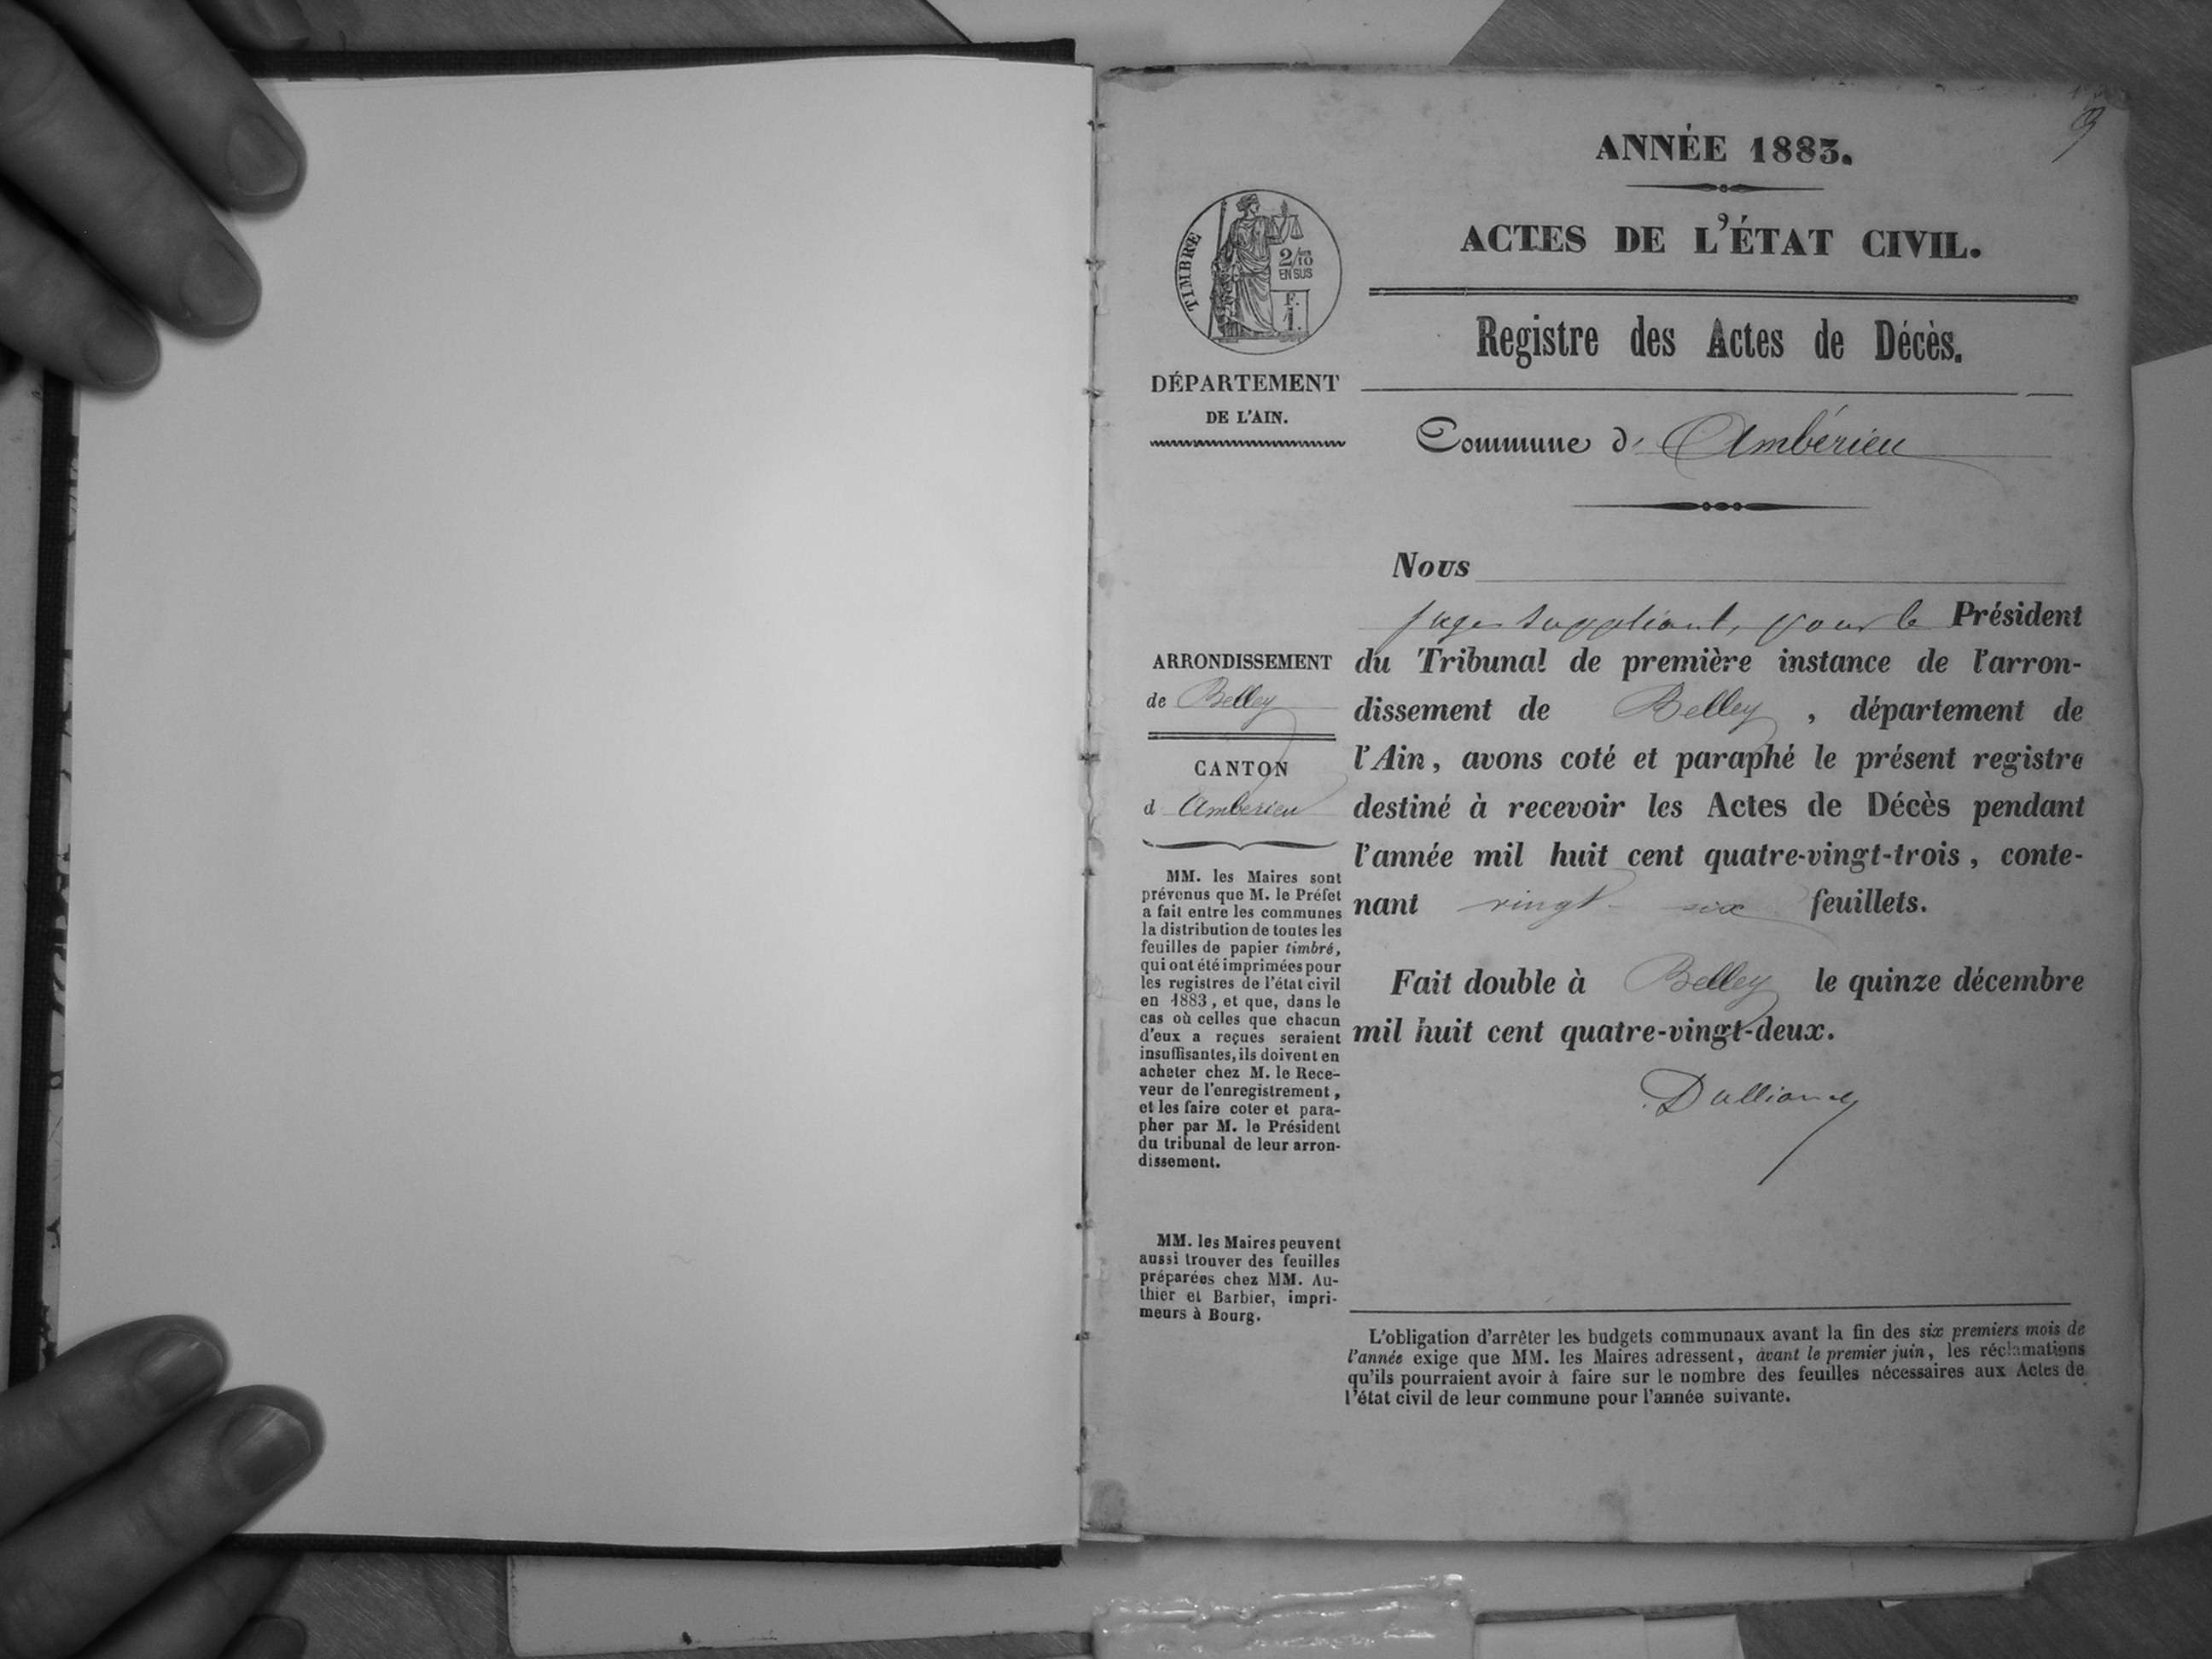 ANNÉE 1883.
ACTES DE L'ÉTAT CIVIL.
TIMBRE
2/10
EN SUS
F.
1.
Registre des Actes de Décès.
DÉPARTEMENT
DE L'AIN.
Commune d' Ambérieu
Nous
juge suppléant, pour le Président
du Tribunal de première instance de l'arron-
dissement de Belley, département de
l'Ain, avons coté et paraphé le présent registre
destiné à recevoir les Actes de Décès pendant
l'année mil huit cent quatre-vingt-trois, conte-
nant vingt-six feuillets.
Fait double à Belley le quinze décembre
mil huit cent quatre-vingt-deux.
ARRONDISSEMENT
de Belley
CANTON
d Amberieu
MM. les Maires sont
prévenus que M. le Préfet
a fait entre les communes
la distribution de toutes les
feuilles de papier timbré,
qui ont été imprimées pour
les registres de l'état civil
en 1883, et que, dans le
cas où celles que chacun
d'eux a reçues seraient
insuffisantes, ils doivent en
acheter chez M. le Rece-
veur de l'enregistrement,
et les faire coter et para-
pher par M. le Président
du tribunal de leur arron-
dissement.
MM. les Maires peuvent
aussi trouver des feuilles
préparées chez MM. Au-
thier et Barbier, impri-
meurs à Bourg.
L'obligation d'arrêter les budgets communaux avant la fin des six premiers mois de
l'année exige que MM. les Maires adressent, avant le premier juin, les réclamations
qu'ils pourraient avoir à faire sur le nombre des feuilles nécessaires aux Actes de
l'état civil de leur commune pour l'année suivante.